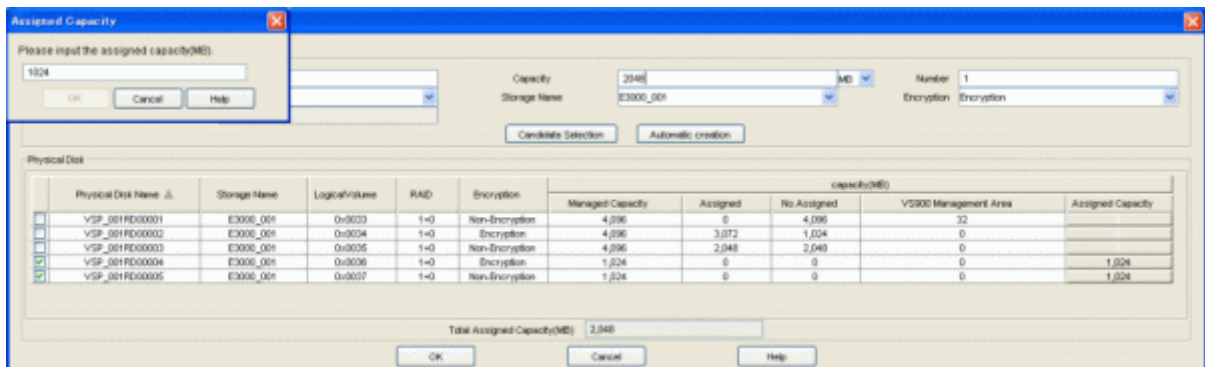 Assigned Capacity
Please input the assigned capacity(MB).
1024
OK Cancel Help
Capacity 2048 MB Number 1
Storage Name E3000_001 Encryption Encryption
Candidate Selection Automatic creation
Physical Disk
capacity(MB)
Physical Disk Name Storage Name LogicalVolume RAID Encryption Managed Capacity Assigned No Assigned VS900 Management Area Assigned Capacity
VSP_001RD00001 E3000_001 0x0033 1+0 Non-Encryption 4,096 0 4,096 32
VSP_001RD00002 E3000_001 0x0034 1+0 Encryption 4,096 3,072 1,024 0
VSP_001RD00003 E3000_001 0x0035 1+0 Non-Encryption 4,096 2,048 2,048 0
VSP_001RD00004 E3000_001 0x0036 1+0 Encryption 1,024 0 0 0 1,024
VSP_001RD00005 E3000_001 0x0037 1+0 Non-Encryption 1,024 0 0 0 1,024
Total Assigned Capacity(MB) 2,048
OK Cancel Help